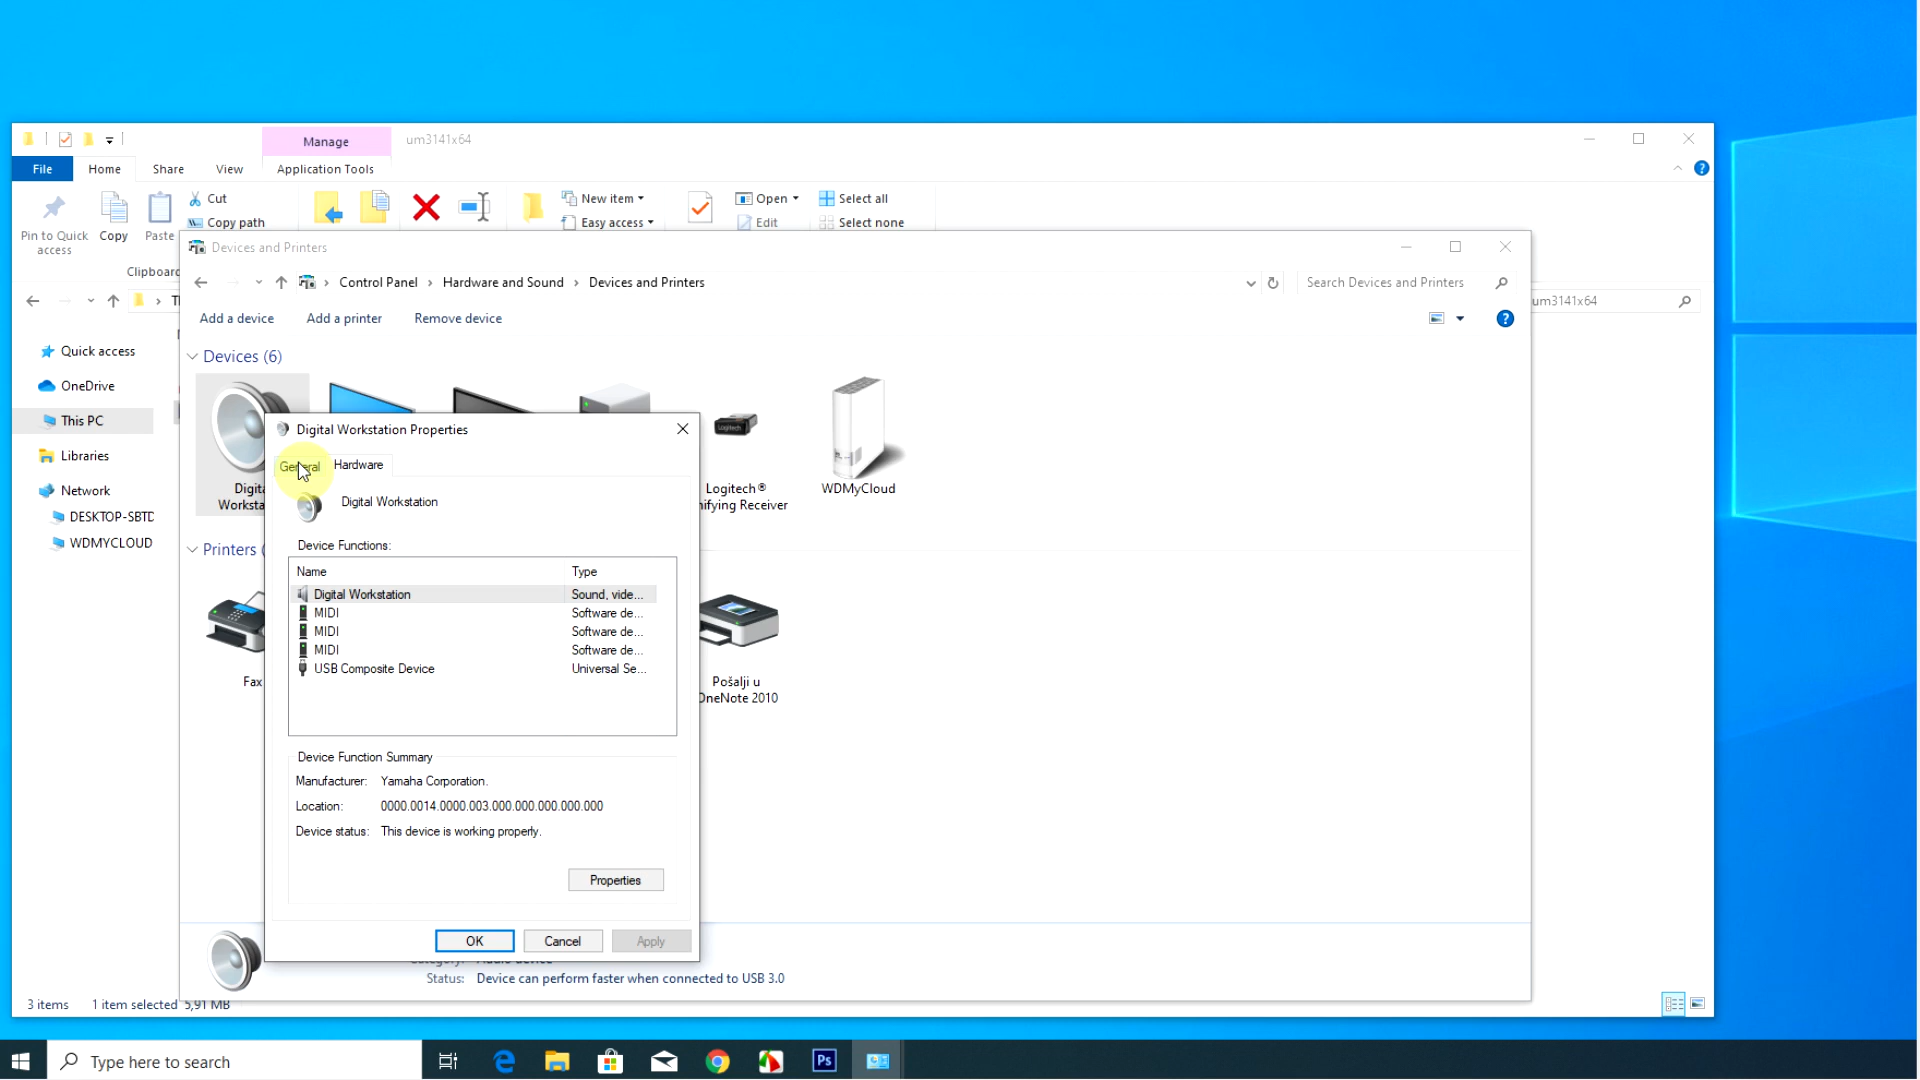 Manage
um3141x64
File
Home
Share
View
Application Tools
Pin to Quick
access
Copy
Paste
Cut
Copy path
New item
Easy access
Open
Edit
Select all
Select none
Clipboard
um3141x64
Quick access
OneDrive
This PC
Libraries
Network
WDMYCLOUD
Devices and Printers
Control Panel › Hardware and Sound › Devices and Printers
Search Devices and Printers
Add a device
Add a printer
Remove device
Devices (6)
Logitech®
nifying Receiver
WDMyCloud
Printers (
Fax
Pošalji u
OneNote 2010
Digital Workstation Properties
General
Hardware
Digital Workstation
Device Functions:
Name Type
Digital Workstation Sound, vide...
MIDI Software de...
MIDI Software de...
MIDI Software de...
USB Composite Device Universal Se...
Device Function Summary
Manufacturer: Yamaha Corporation.
Location: 0000.0014.0000.003.000.000.000.000.000
Device status: This device is working properly.
Properties
OK
Cancel
Apply
Status: Device can perform faster when connected to USB 3.0
3 items 1 item selected 5,91 MB
Type here to search
Ps